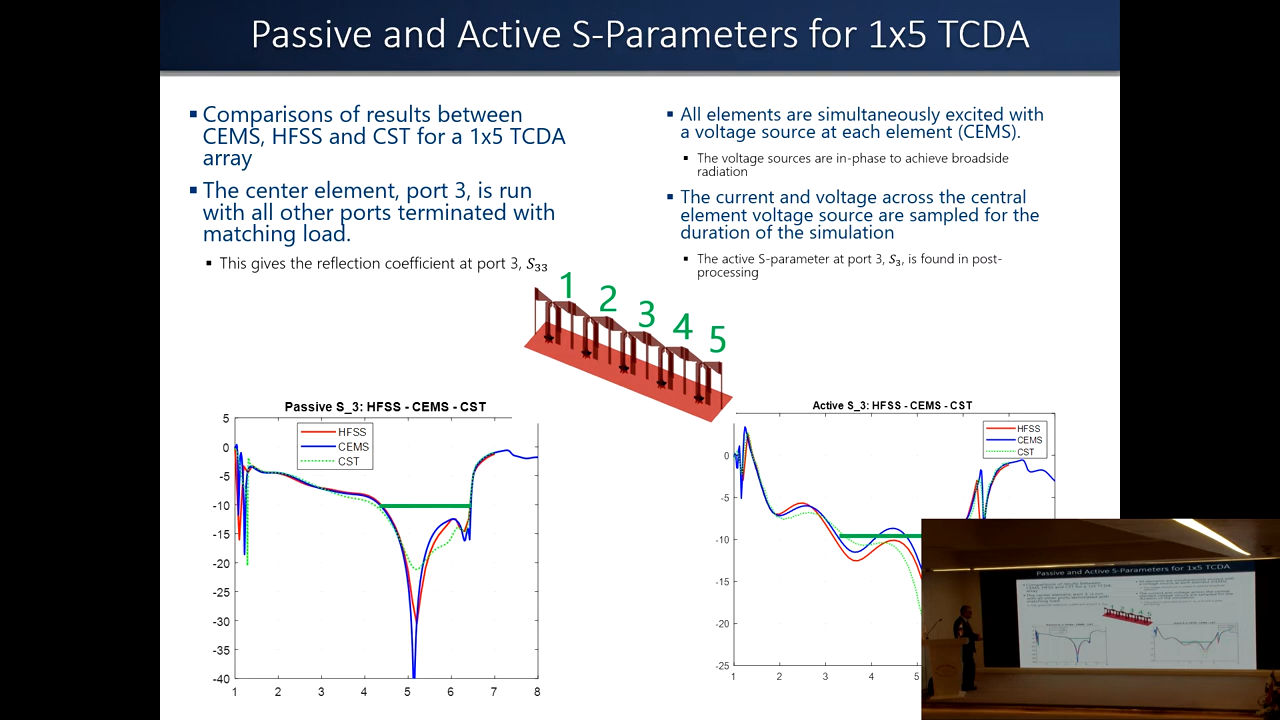 Passive and Active S-Parameters for 1x5 TCDA
▪ Comparisons of results between
CEMS, HFSS and CST for a 1x5 TCDA
array
▪ The center element, port 3, is run
with all other ports terminated with
matching load.
▪ This gives the reflection coefficient at port 3, S₃₃
▪ All elements are simultaneously excited with
a voltage source at each element (CEMS).
▪ The voltage sources are in-phase to achieve broadside
radiation
▪ The current and voltage across the central
element voltage source are sampled for the
duration of the simulation
▪ The active S-parameter at port 3, S₃, is found in post-
processing
1
2
3
4
5
Passive S_3: HFSS - CEMS - CST
HFSS
CEMS
CST
5
0
-5
-10
-15
-20
-25
-30
-35
-40
1 2 3 4 5 6 7 8
Active S_3: HFSS - CEMS - CST
HFSS
CEMS
CST
0
-5
-10
-15
-20
-25
1 2 3 4 5
Passive and Active S-Parameters for 1x5 TCDA